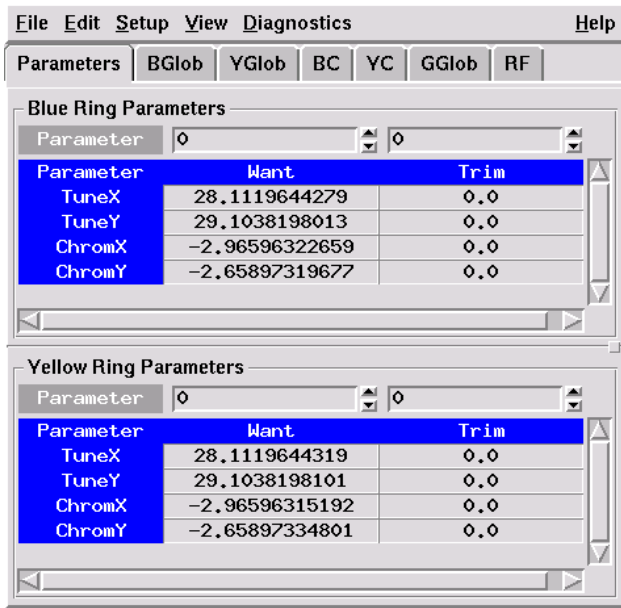 File Edit Setup View Diagnostics Help
Parameters BGlob YGlob BC YC GGlob RF
Blue Ring Parameters
Parameter 0 0
Parameter Want Trim
TuneX 28.1119644279 0.0
TuneY 29.1038198013 0.0
ChromX -2.96596322659 0.0
ChromY -2.65897319677 0.0
Yellow Ring Parameters
Parameter 0 0
Parameter Want Trim
TuneX 28.1119644319 0.0
TuneY 29.1038198101 0.0
ChromX -2.96596315192 0.0
ChromY -2.65897334801 0.0